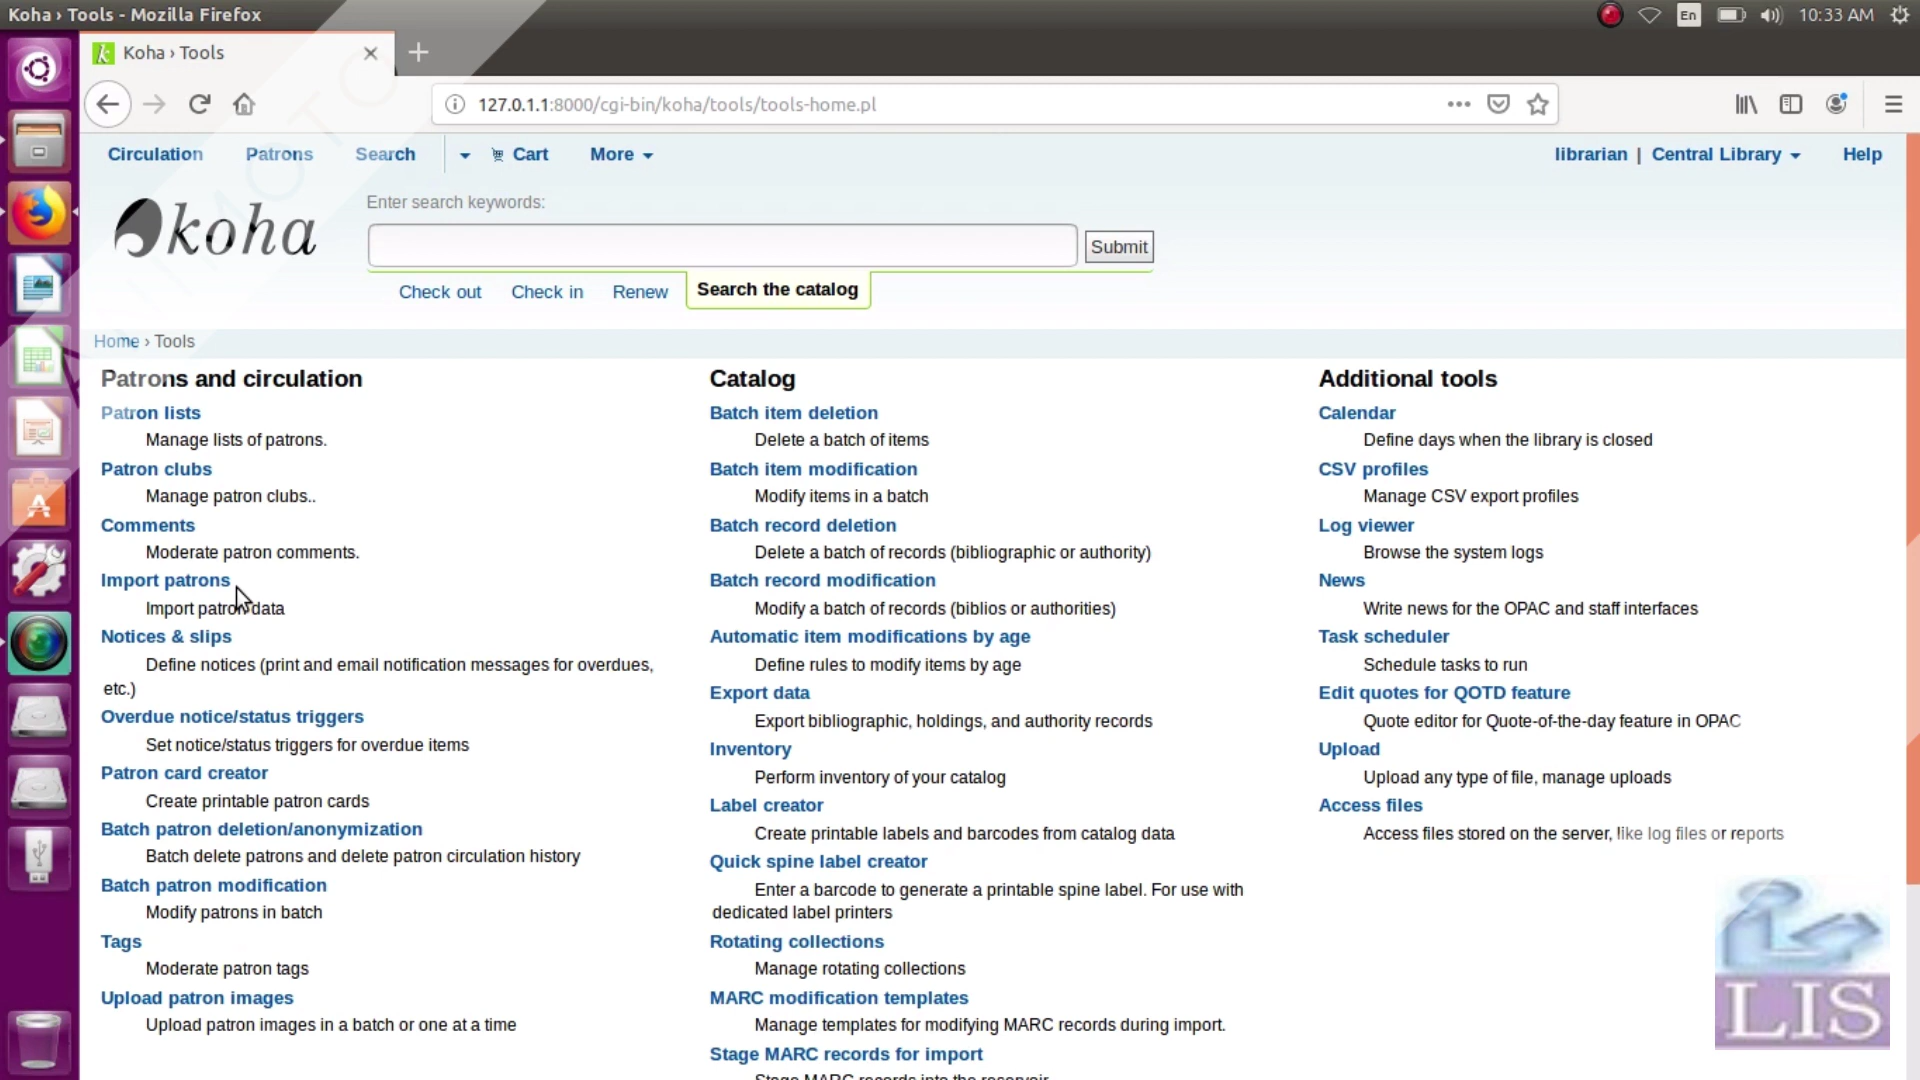 Koha › Tools - Mozilla Firefox
En
10:33 AM
Koha › Tools
127.0.1.1:8000/cgi-bin/koha/tools/tools-home.pl
Circulation Patrons Search Cart More librarian | Central Library Help
koha
Enter search keywords:
Submit
Check out Check in Renew Search the catalog
Home › Tools
Patrons and circulation
Patron lists
Manage lists of patrons.
Patron clubs
Manage patron clubs..
Comments
Moderate patron comments.
Import patrons
Import patron data
Notices & slips
Define notices (print and email notification messages for overdues,
etc.)
Overdue notice/status triggers
Set notice/status triggers for overdue items
Patron card creator
Create printable patron cards
Batch patron deletion/anonymization
Batch delete patrons and delete patron circulation history
Batch patron modification
Modify patrons in batch
Tags
Moderate patron tags
Upload patron images
Upload patron images in a batch or one at a time
Catalog
Batch item deletion
Delete a batch of items
Batch item modification
Modify items in a batch
Batch record deletion
Delete a batch of records (bibliographic or authority)
Batch record modification
Modify a batch of records (biblios or authorities)
Automatic item modifications by age
Define rules to modify items by age
Export data
Export bibliographic, holdings, and authority records
Inventory
Perform inventory of your catalog
Label creator
Create printable labels and barcodes from catalog data
Quick spine label creator
Enter a barcode to generate a printable spine label. For use with
dedicated label printers
Rotating collections
Manage rotating collections
MARC modification templates
Manage templates for modifying MARC records during import.
Stage MARC records for import
Stage MARC records into the reservoir
Additional tools
Calendar
Define days when the library is closed
CSV profiles
Manage CSV export profiles
Log viewer
Browse the system logs
News
Write news for the OPAC and staff interfaces
Task scheduler
Schedule tasks to run
Edit quotes for QOTD feature
Quote editor for Quote-of-the-day feature in OPAC
Upload
Upload any type of file, manage uploads
Access files
Access files stored on the server, like log files or reports
LIS